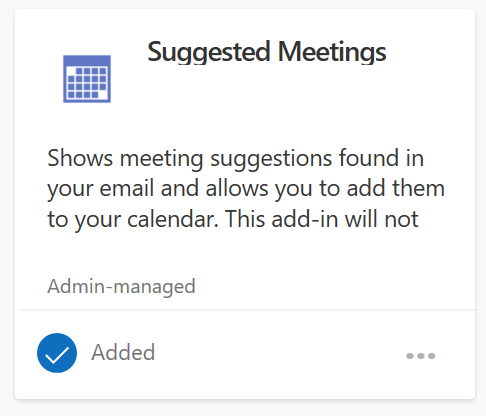 Suggested Meetings
Shows meeting suggestions found in
your email and allows you to add them
to your calendar. This add-in will not
Admin-managed
Added